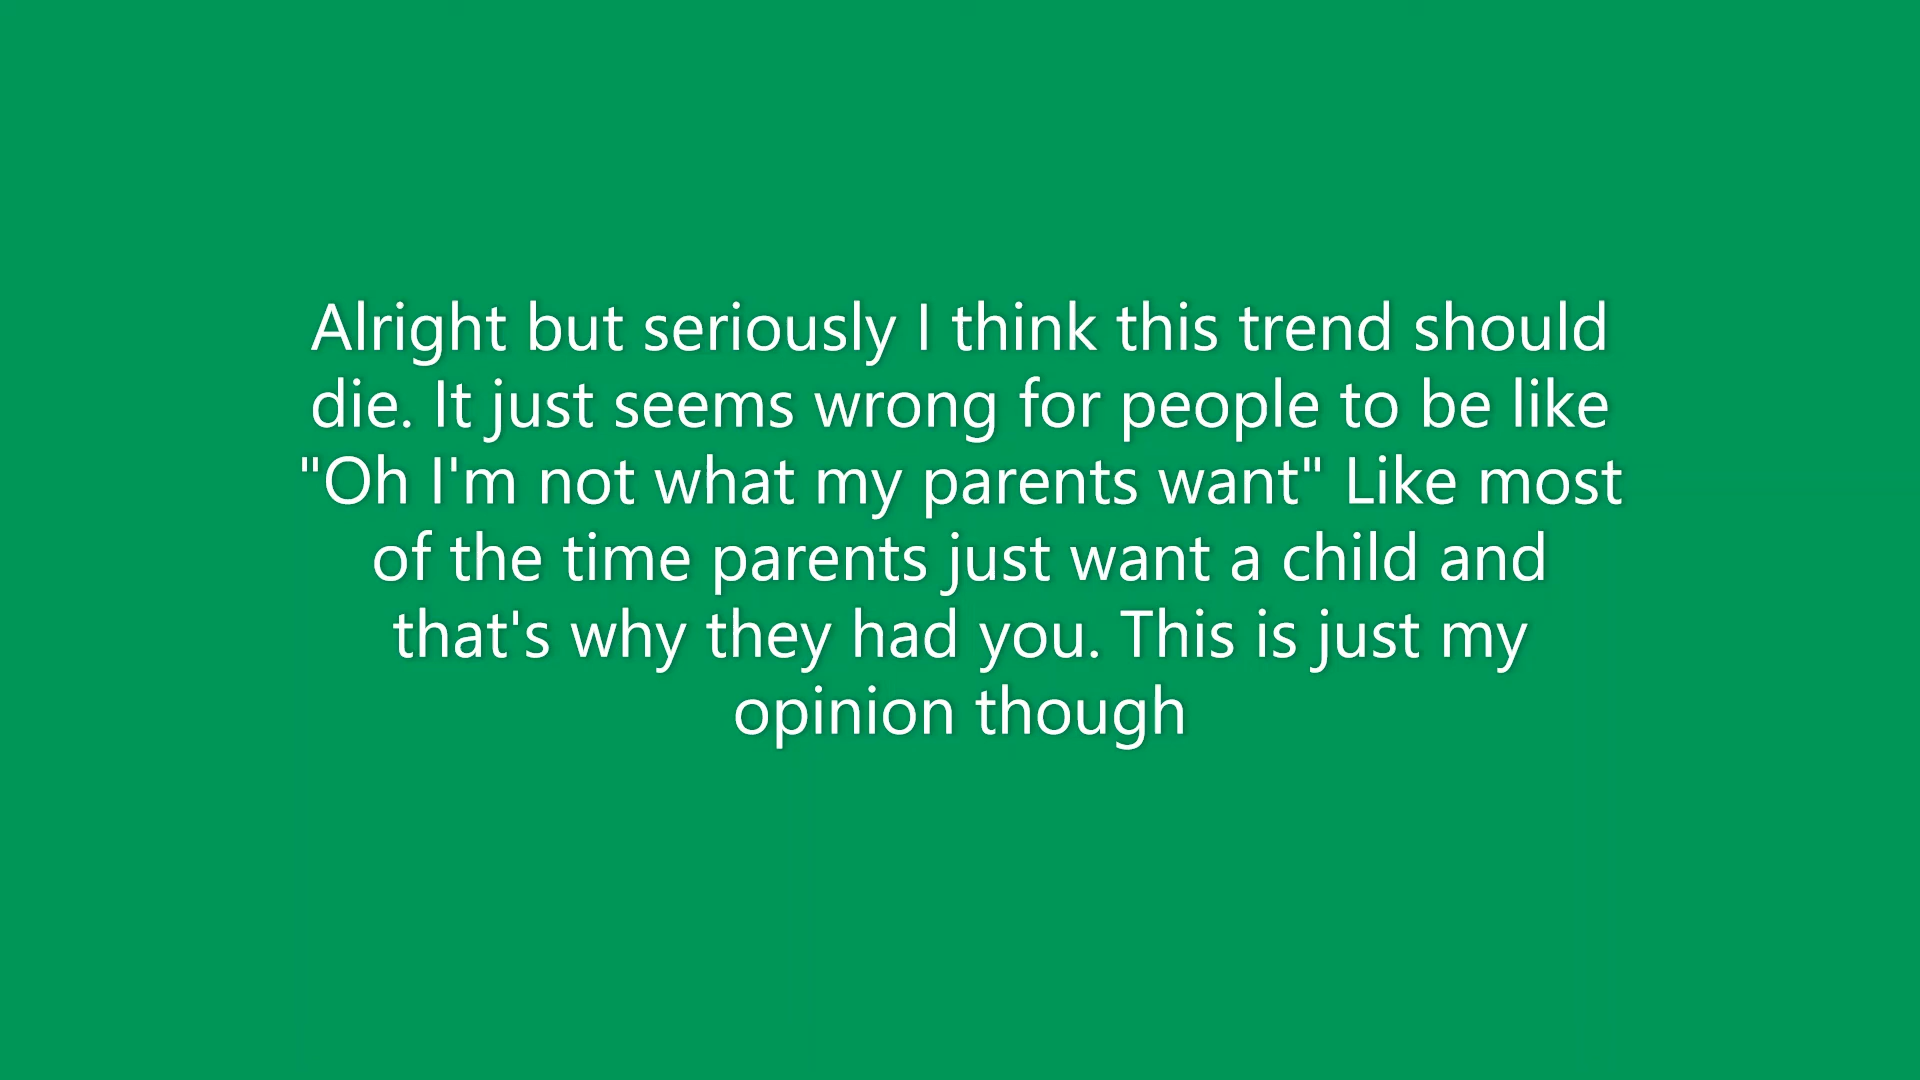 Alright but seriously I think this trend should
die. It just seems wrong for people to be like
"Oh I'm not what my parents want" Like most
of the time parents just want a child and
that's why they had you. This is just my
opinion though